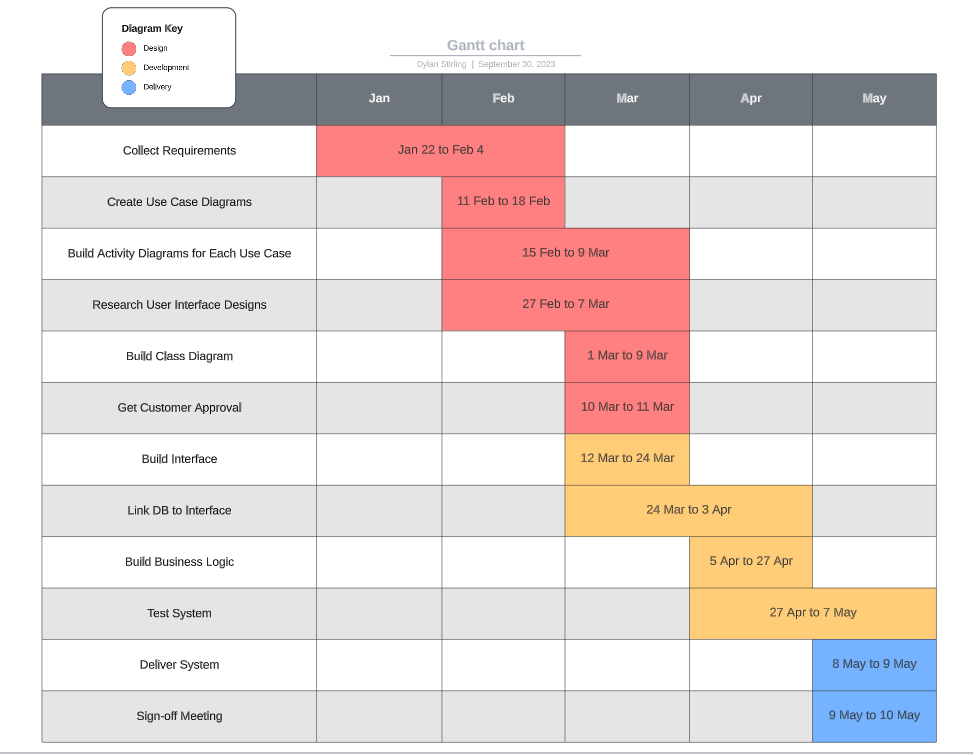 Diagram Key
Design
Development
Delivery
Gantt chart
Dylan Stirling | September 30, 2023
Jan Feb Mar Apr May
Collect Requirements Jan 22 to Feb 4
Create Use Case Diagrams 11 Feb to 18 Feb
Build Activity Diagrams for Each Use Case 15 Feb to 9 Mar
Research User Interface Designs 27 Feb to 7 Mar
Build Class Diagram 1 Mar to 9 Mar
Get Customer Approval 10 Mar to 11 Mar
Build Interface 12 Mar to 24 Mar
Link DB to Interface 24 Mar to 3 Apr
Build Business Logic 5 Apr to 27 Apr
Test System 27 Apr to 7 May
Deliver System 8 May to 9 May
Sign-off Meeting 9 May to 10 May